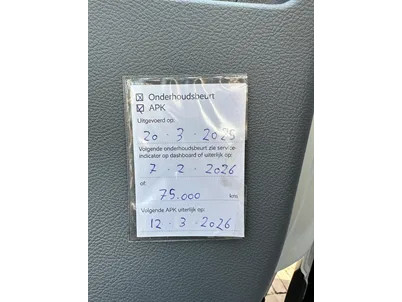 ☒ Onderhoudsbeurt
☑ APK
Uitgevoerd op:
20 - 3 - 2025
Volgende onderhoudsbeurt zie service
indicator op dashboard of uiterlijk op:
7 - 2 - 2026
of
75.000 km
Volgende APK uiterlijk op:
12 - 3 - 2026